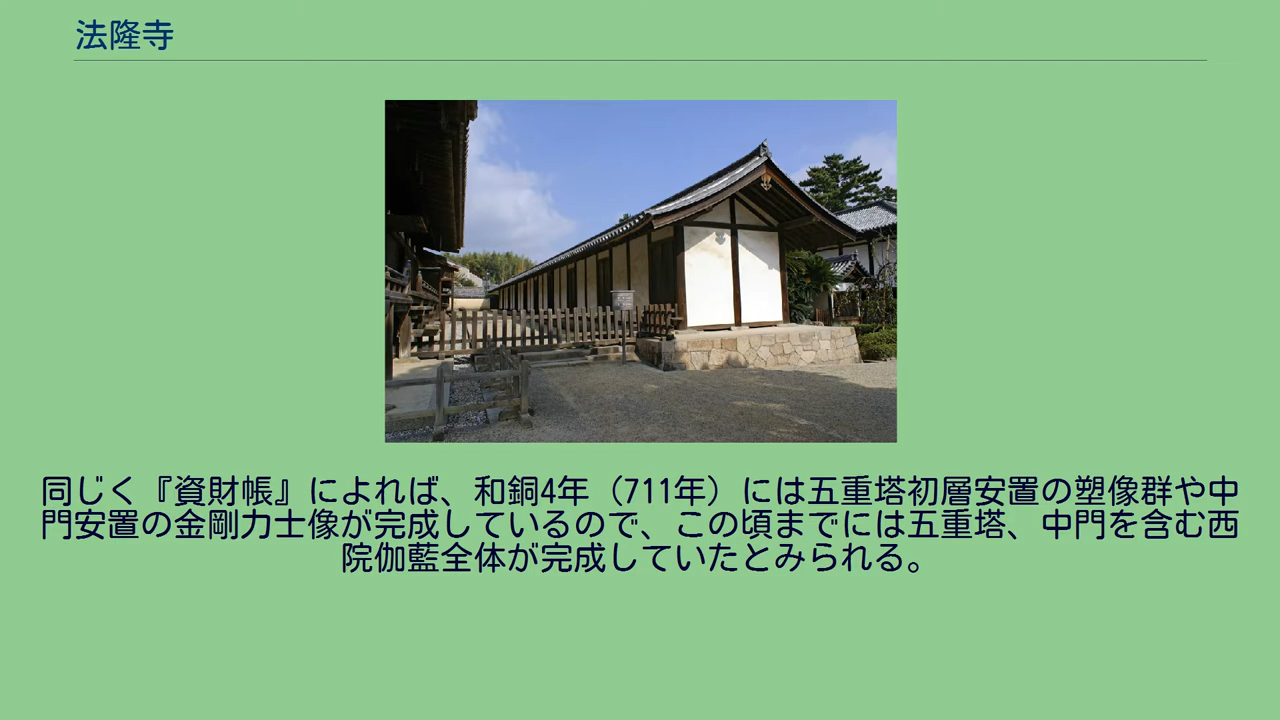 法隆寺
同じく『資財帳』によれば、和銅4年（711年）には五重塔初層安置の塑像群や中
門安置の金剛力士像が完成しているので、この頃までには五重塔、中門を含む西
院伽藍全体が完成していたとみられる。